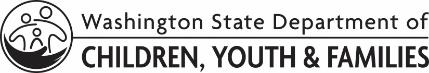 Washington State Department of
CHILDREN, YOUTH & FAMILIES